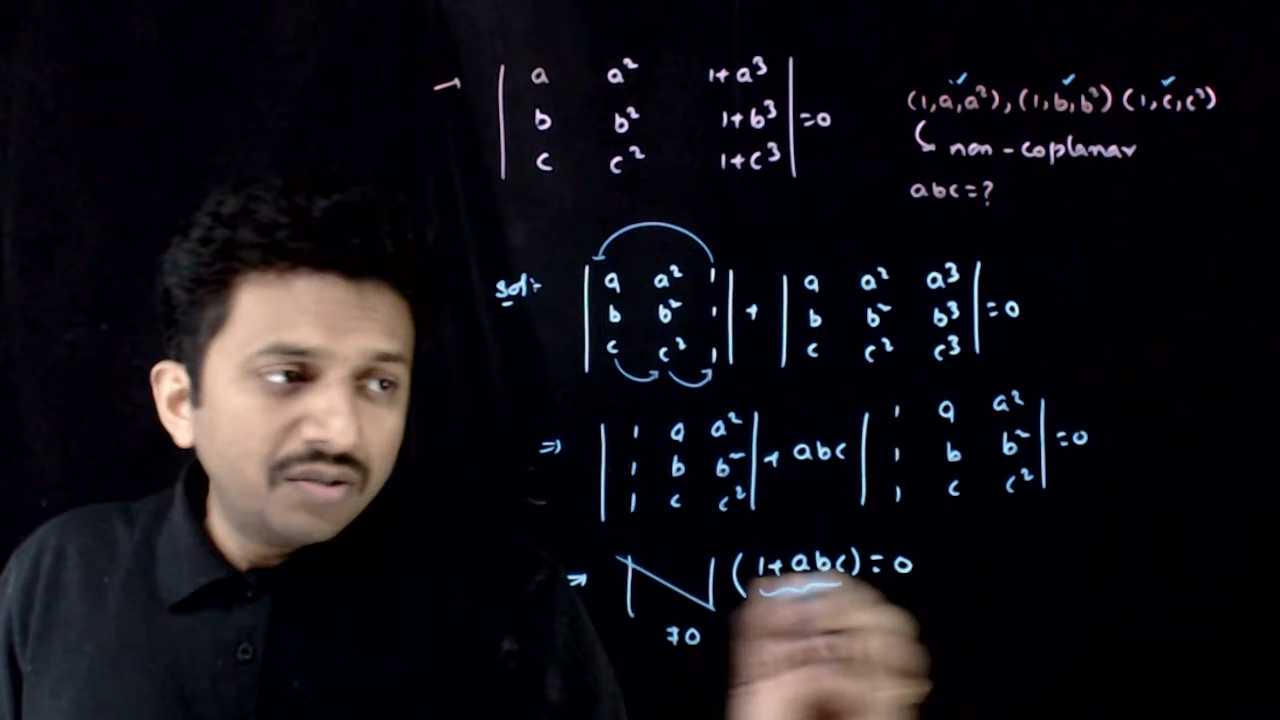 → | a a² 1+a³ |
| b b² 1+b³ | =0
| c c² 1+c³ |
(1,a,a²), (1,b,b²) (1,c,c²)
↳ non-coplanar
abc=?
Sol:- | a a² 1 | + | a a² a³ | =0
| b b² 1 | | b b² b³ |
| c c² 1 | | c c² c³ |
⇒ | 1 a a² | + abc | 1 a a² | =0
| 1 b b² | | 1 b b² |
| 1 c c² | | 1 c c² |
⇒ | \ | (1+abc) = 0
≠0